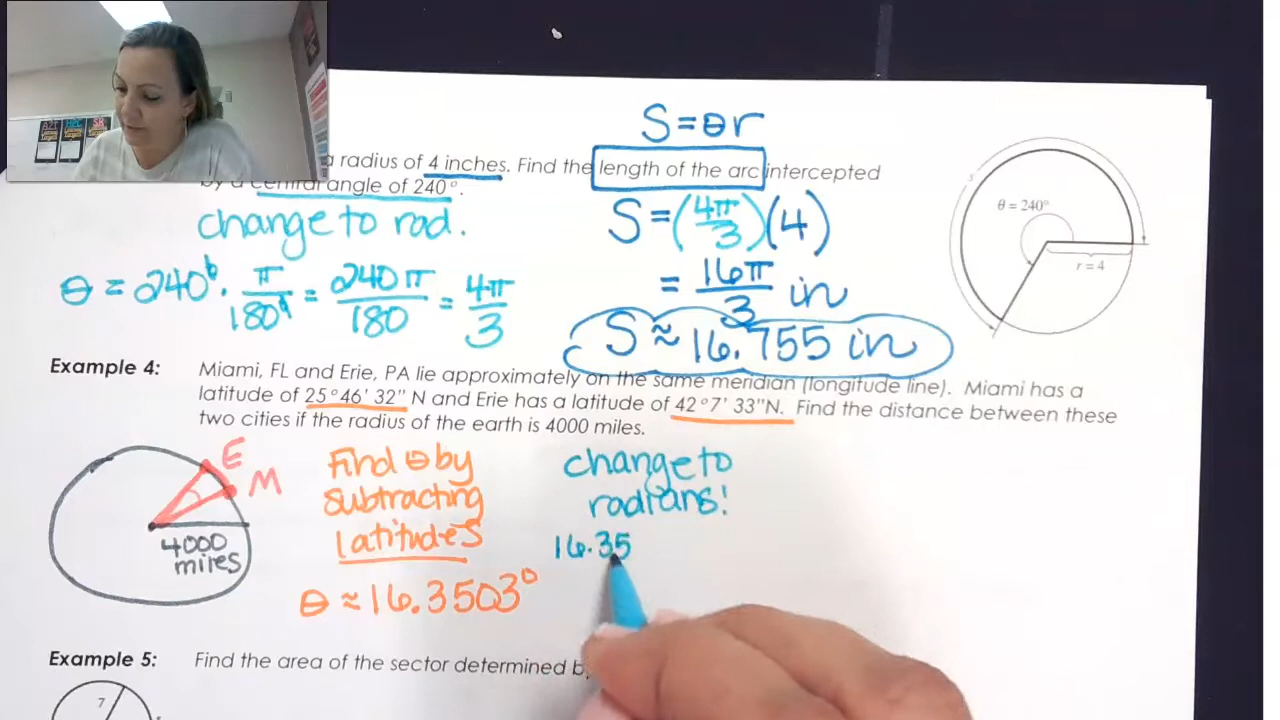 A2T HPC SR
S = θr
a radius of 4 inches. Find the length of the arc intercepted
by a central angle of 240°.
change to rad.
S = (4π/3)(4)
θ = 240° · π/180° = 240π/180 = 4π/3
= 16π/3 in
S ≈ 16.755 in
s
θ = 240°
r = 4
Example 4: Miami, FL and Erie, PA lie approximately on the same meridian (longitude line). Miami has a
latitude of 25°46' 32" N and Erie has a latitude of 42°7' 33"N. Find the distance between these
two cities if the radius of the earth is 4000 miles.
E
M
4000
miles
Find θ by
subtracting
latitudes
θ ≈ 16.3503°
change to
radians!
16.35
Example 5: Find the area of the sector determined b
7